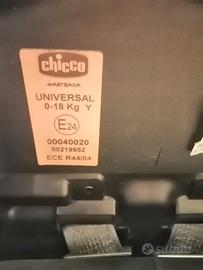 chicco
ARTSANA
UNIVERSAL
0-18 Kg Y
E24
00040020
00219952
ECE R44/04
subito